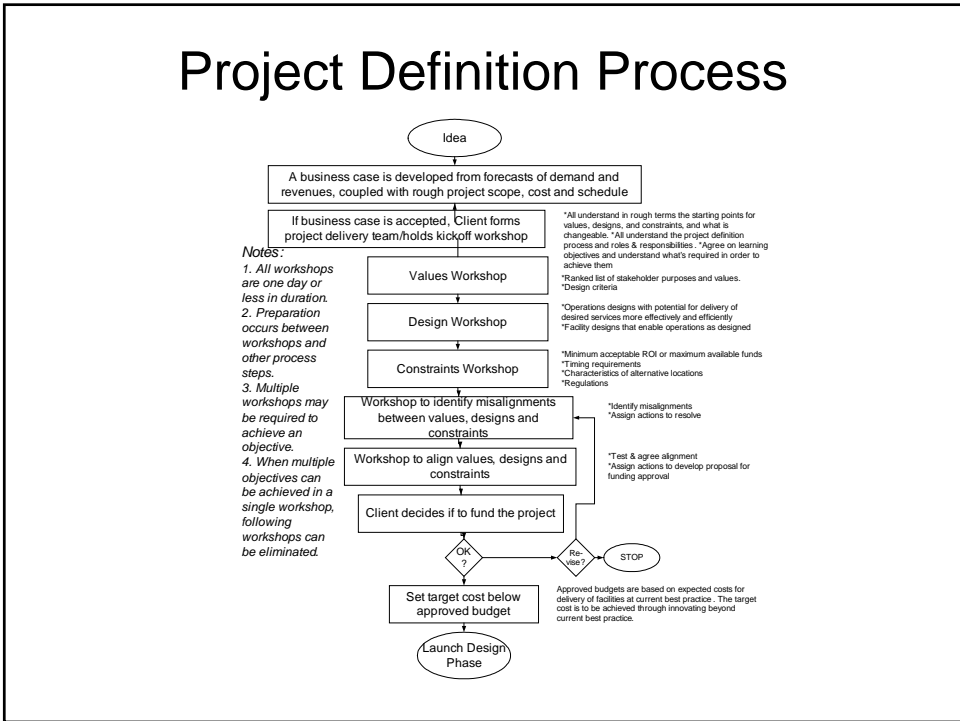 Project Definition Process
Idea
A business case is developed from forecasts of demand and
revenues, coupled with rough project scope, cost and schedule
If business case is accepted, Client forms
project delivery team/holds kickoff workshop
*All understand in rough terms the starting points for
values, designs, and constraints, and what is
changeable. *All understand the project definition
process and roles & responsibilities . *Agree on learning
objectives and understand what's required in order to
achieve them
Notes:
1. All workshops
are one day or
less in duration.
2. Preparation
occurs between
workshops and
other process
steps.
3. Multiple
workshops may
be required to
achieve an
objective.
4. When multiple
objectives can
be achieved in a
single workshop,
following
workshops can
be eliminated.
Values Workshop
*Ranked list of stakeholder purposes and values.
*Design criteria
Design Workshop
*Operations designs with potential for delivery of
desired services more effectively and efficiently
*Facility designs that enable operations as designed
Constraints Workshop
*Minimum acceptable ROI or maximum available funds
*Timing requirements
*Characteristics of alternative locations
*Regulations
Workshop to identify misalignments
between values, designs and
constraints
*Identify misalignments
*Assign actions to resolve
Workshop to align values, designs and
constraints
*Test & agree alignment
*Assign actions to develop proposal for
funding approval
Client decides if to fund the project
OK
?
Re-
vise?
STOP
Set target cost below
approved budget
Approved budgets are based on expected costs for
delivery of facilities at current best practice . The target
cost is to be achieved through innovating beyond
current best practice.
Launch Design
Phase